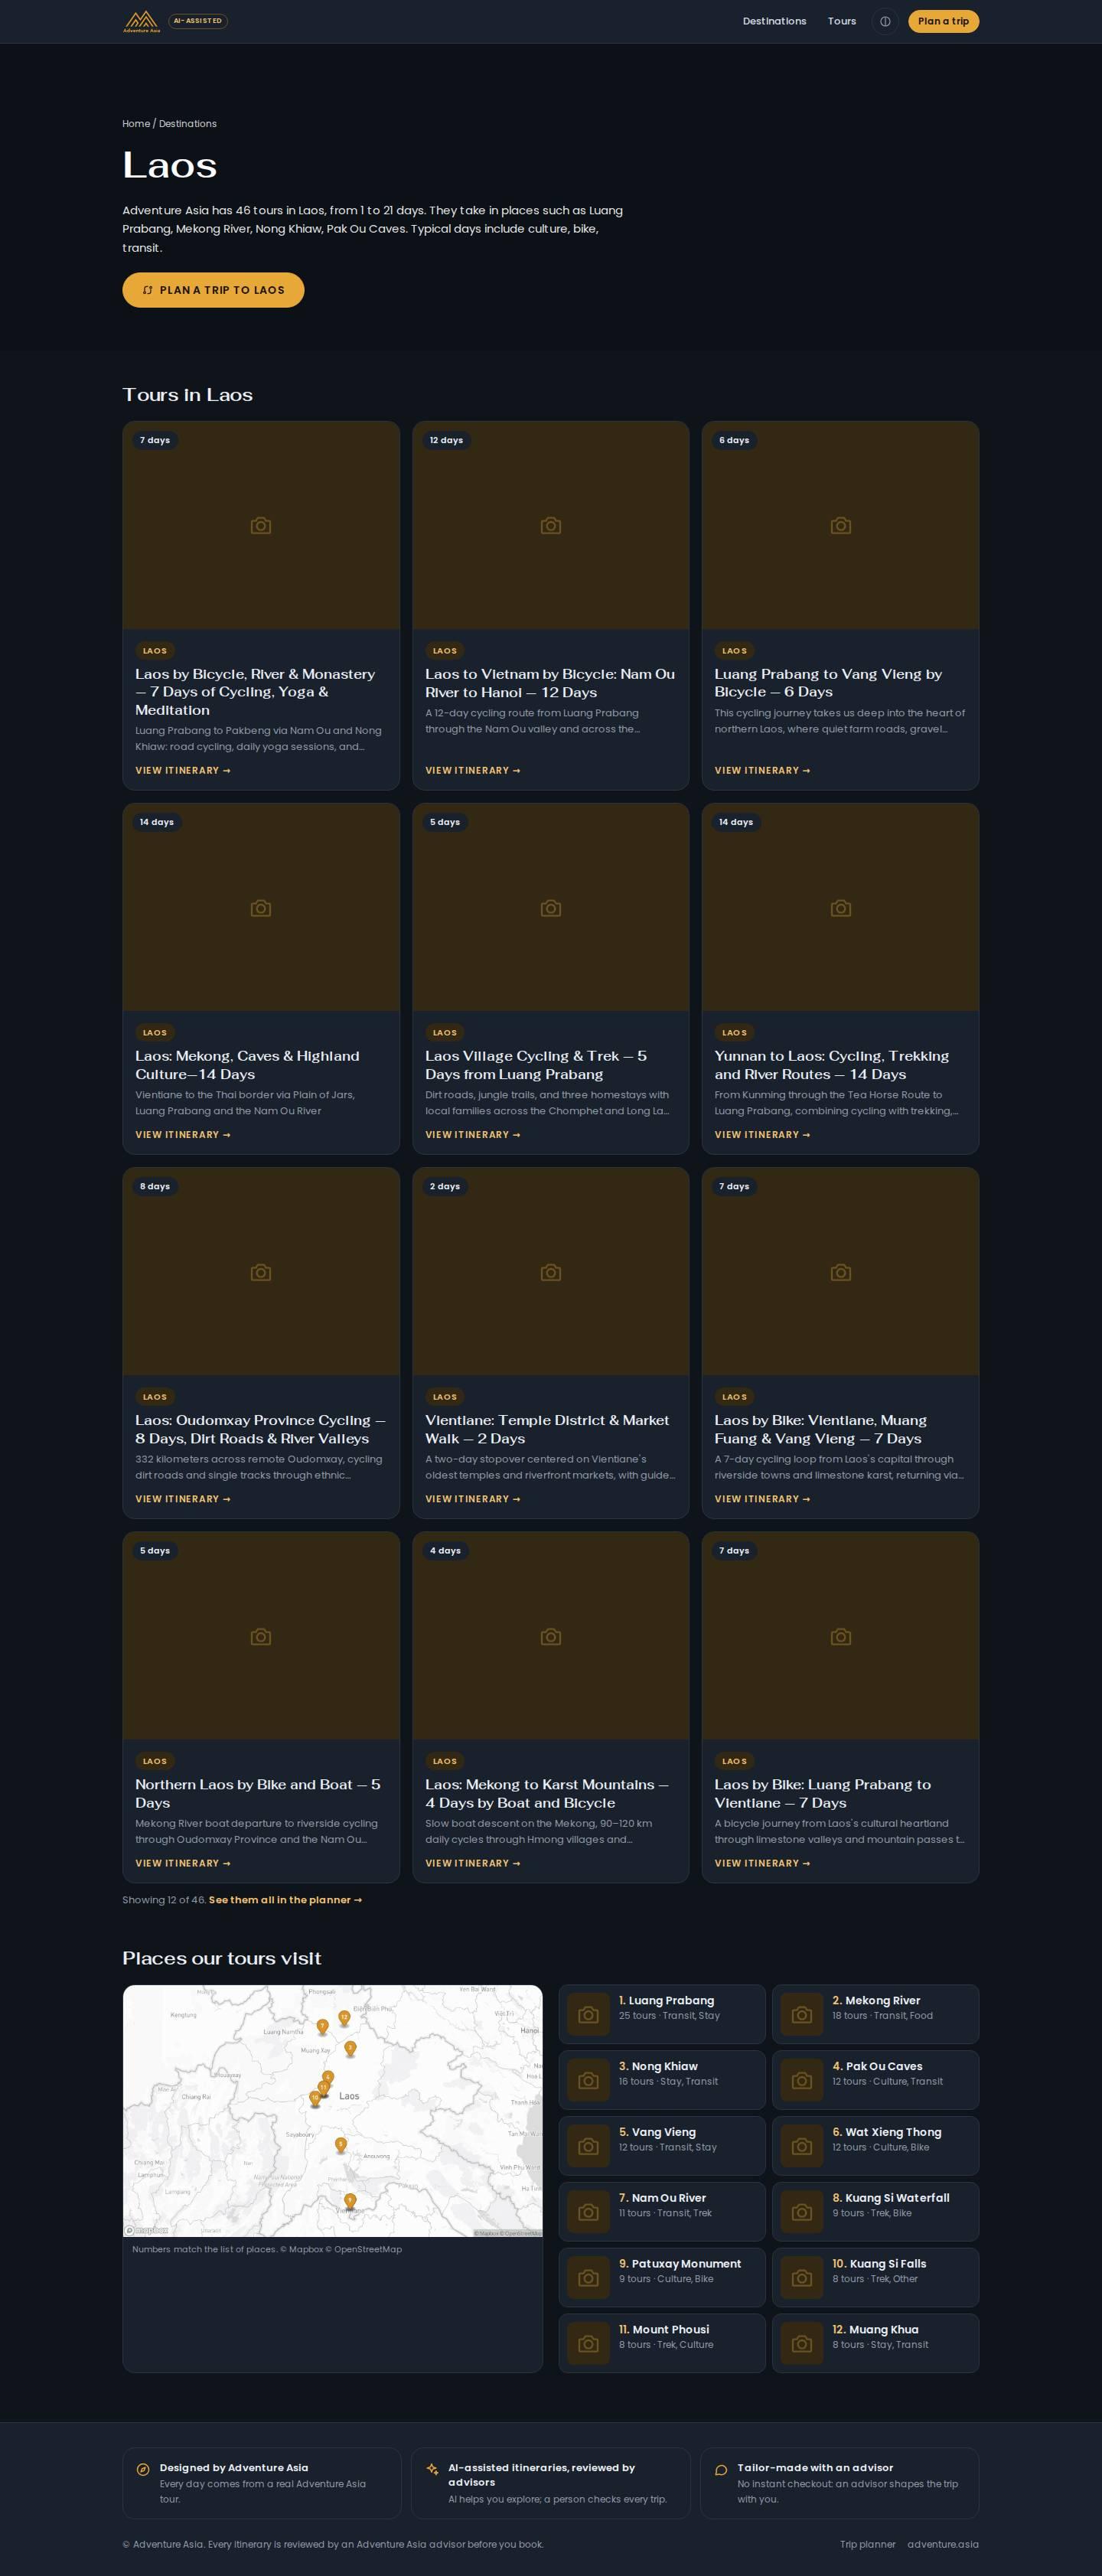 Adventure Asia
AI-ASSISTED
Destinations
Tours
Plan a trip
Home / Destinations
Laos
Adventure Asia has 46 tours in Laos, from 1 to 21 days. They take in places such as Luang
Prabang, Mekong River, Nong Khiaw, Pak Ou Caves. Typical days include culture, bike,
transit.
PLAN A TRIP TO LAOS
Tours in Laos
7 days
LAOS
Laos by Bicycle, River & Monastery
— 7 Days of Cycling, Yoga &
Meditation
Luang Prabang to Pakbeng via Nam Ou and Nong
Khiaw: road cycling, daily yoga sessions, and…
VIEW ITINERARY →
12 days
LAOS
Laos to Vietnam by Bicycle: Nam Ou
River to Hanoi — 12 Days
A 12-day cycling route from Luang Prabang
through the Nam Ou valley and across the…
VIEW ITINERARY →
6 days
LAOS
Luang Prabang to Vang Vieng by
Bicycle — 6 Days
This cycling journey takes us deep into the heart of
northern Laos, where quiet farm roads, gravel…
VIEW ITINERARY →
14 days
LAOS
Laos: Mekong, Caves & Highland
Culture—14 Days
Vientiane to the Thai border via Plain of Jars,
Luang Prabang and the Nam Ou River
VIEW ITINERARY →
5 days
LAOS
Laos Village Cycling & Trek — 5
Days from Luang Prabang
Dirt roads, jungle trails, and three homestays with
local families across the Chomphet and Long La…
VIEW ITINERARY →
14 days
LAOS
Yunnan to Laos: Cycling, Trekking
and River Routes — 14 Days
From Kunming through the Tea Horse Route to
Luang Prabang, combining cycling with trekking,…
VIEW ITINERARY →
8 days
LAOS
Laos: Oudomxay Province Cycling —
8 Days, Dirt Roads & River Valleys
332 kilometers across remote Oudomxay, cycling
dirt roads and single tracks through ethnic…
VIEW ITINERARY →
2 days
LAOS
Vientiane: Temple District & Market
Walk — 2 Days
A two-day stopover centered on Vientiane's
oldest temples and riverfront markets, with guide…
VIEW ITINERARY →
7 days
LAOS
Laos by Bike: Vientiane, Muang
Fuang & Vang Vieng — 7 Days
A 7-day cycling loop from Laos's capital through
riverside towns and limestone karst, returning via…
VIEW ITINERARY →
5 days
LAOS
Northern Laos by Bike and Boat — 5
Days
Mekong River boat departure to riverside cycling
through Oudomxay Province and the Nam Ou…
VIEW ITINERARY →
4 days
LAOS
Laos: Mekong to Karst Mountains —
4 Days by Boat and Bicycle
Slow boat descent on the Mekong, 90–120 km
daily cycles through Hmong villages and…
VIEW ITINERARY →
7 days
LAOS
Laos by Bike: Luang Prabang to
Vientiane — 7 Days
A bicycle journey from Laos's cultural heartland
through limestone valleys and mountain passes t…
VIEW ITINERARY →
Showing 12 of 46. See them all in the planner →
Places our tours visit
Phongsali
Kengtung
Luang Namtha
Hanoi
Muang Xay
Chiang Rai
Laos
Sayaboury
Chiang Mai
Lamphun
Lampang
© Mapbox © OpenStreetMap
Numbers match the list of places. © Mapbox © OpenStreetMap
1. Luang Prabang
25 tours · Transit, Stay
2. Mekong River
18 tours · Transit, Food
3. Nong Khiaw
16 tours · Stay, Transit
4. Pak Ou Caves
12 tours · Culture, Transit
5. Vang Vieng
12 tours · Transit, Stay
6. Wat Xieng Thong
12 tours · Culture, Bike
7. Nam Ou River
11 tours · Transit, Trek
8. Kuang Si Waterfall
9 tours · Trek, Bike
9. Patuxay Monument
9 tours · Culture, Bike
10. Kuang Si Falls
8 tours · Trek, Other
11. Mount Phousi
8 tours · Trek, Culture
12. Muang Khua
8 tours · Stay, Transit
Designed by Adventure Asia
Every day comes from a real Adventure Asia
tour.
AI-assisted itineraries, reviewed by
advisors
AI helps you explore; a person checks every trip.
Tailor-made with an advisor
No instant checkout: an advisor shapes the trip
with you.
© Adventure Asia. Every itinerary is reviewed by an Adventure Asia advisor before you book.
Trip planner
adventure.asia